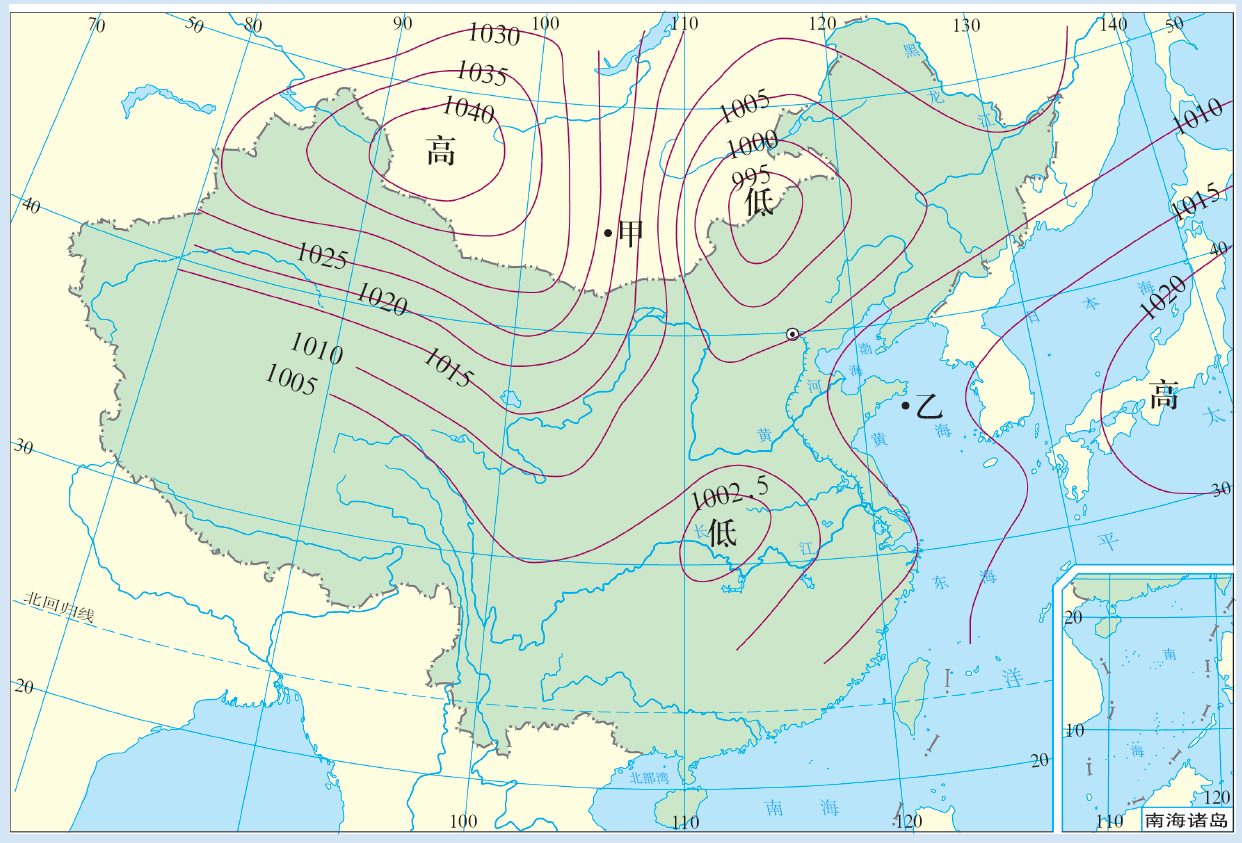 70
50
80
90
100
110
120
130
140
50
1030
1035
1040
高
黑
龙
江
1005
1000
995
低
1010
1015
40
甲
1025
1020
40
日
本
海
1020
1010
1005
1015
渤
海
河
乙
黄
海
高
太
黄
30
30
1002.5
长
低
江
平
东
海
北回归线
洋
20
20
20
南
10
海
北部湾
南
海
100
110
120
110
120
南海诸岛